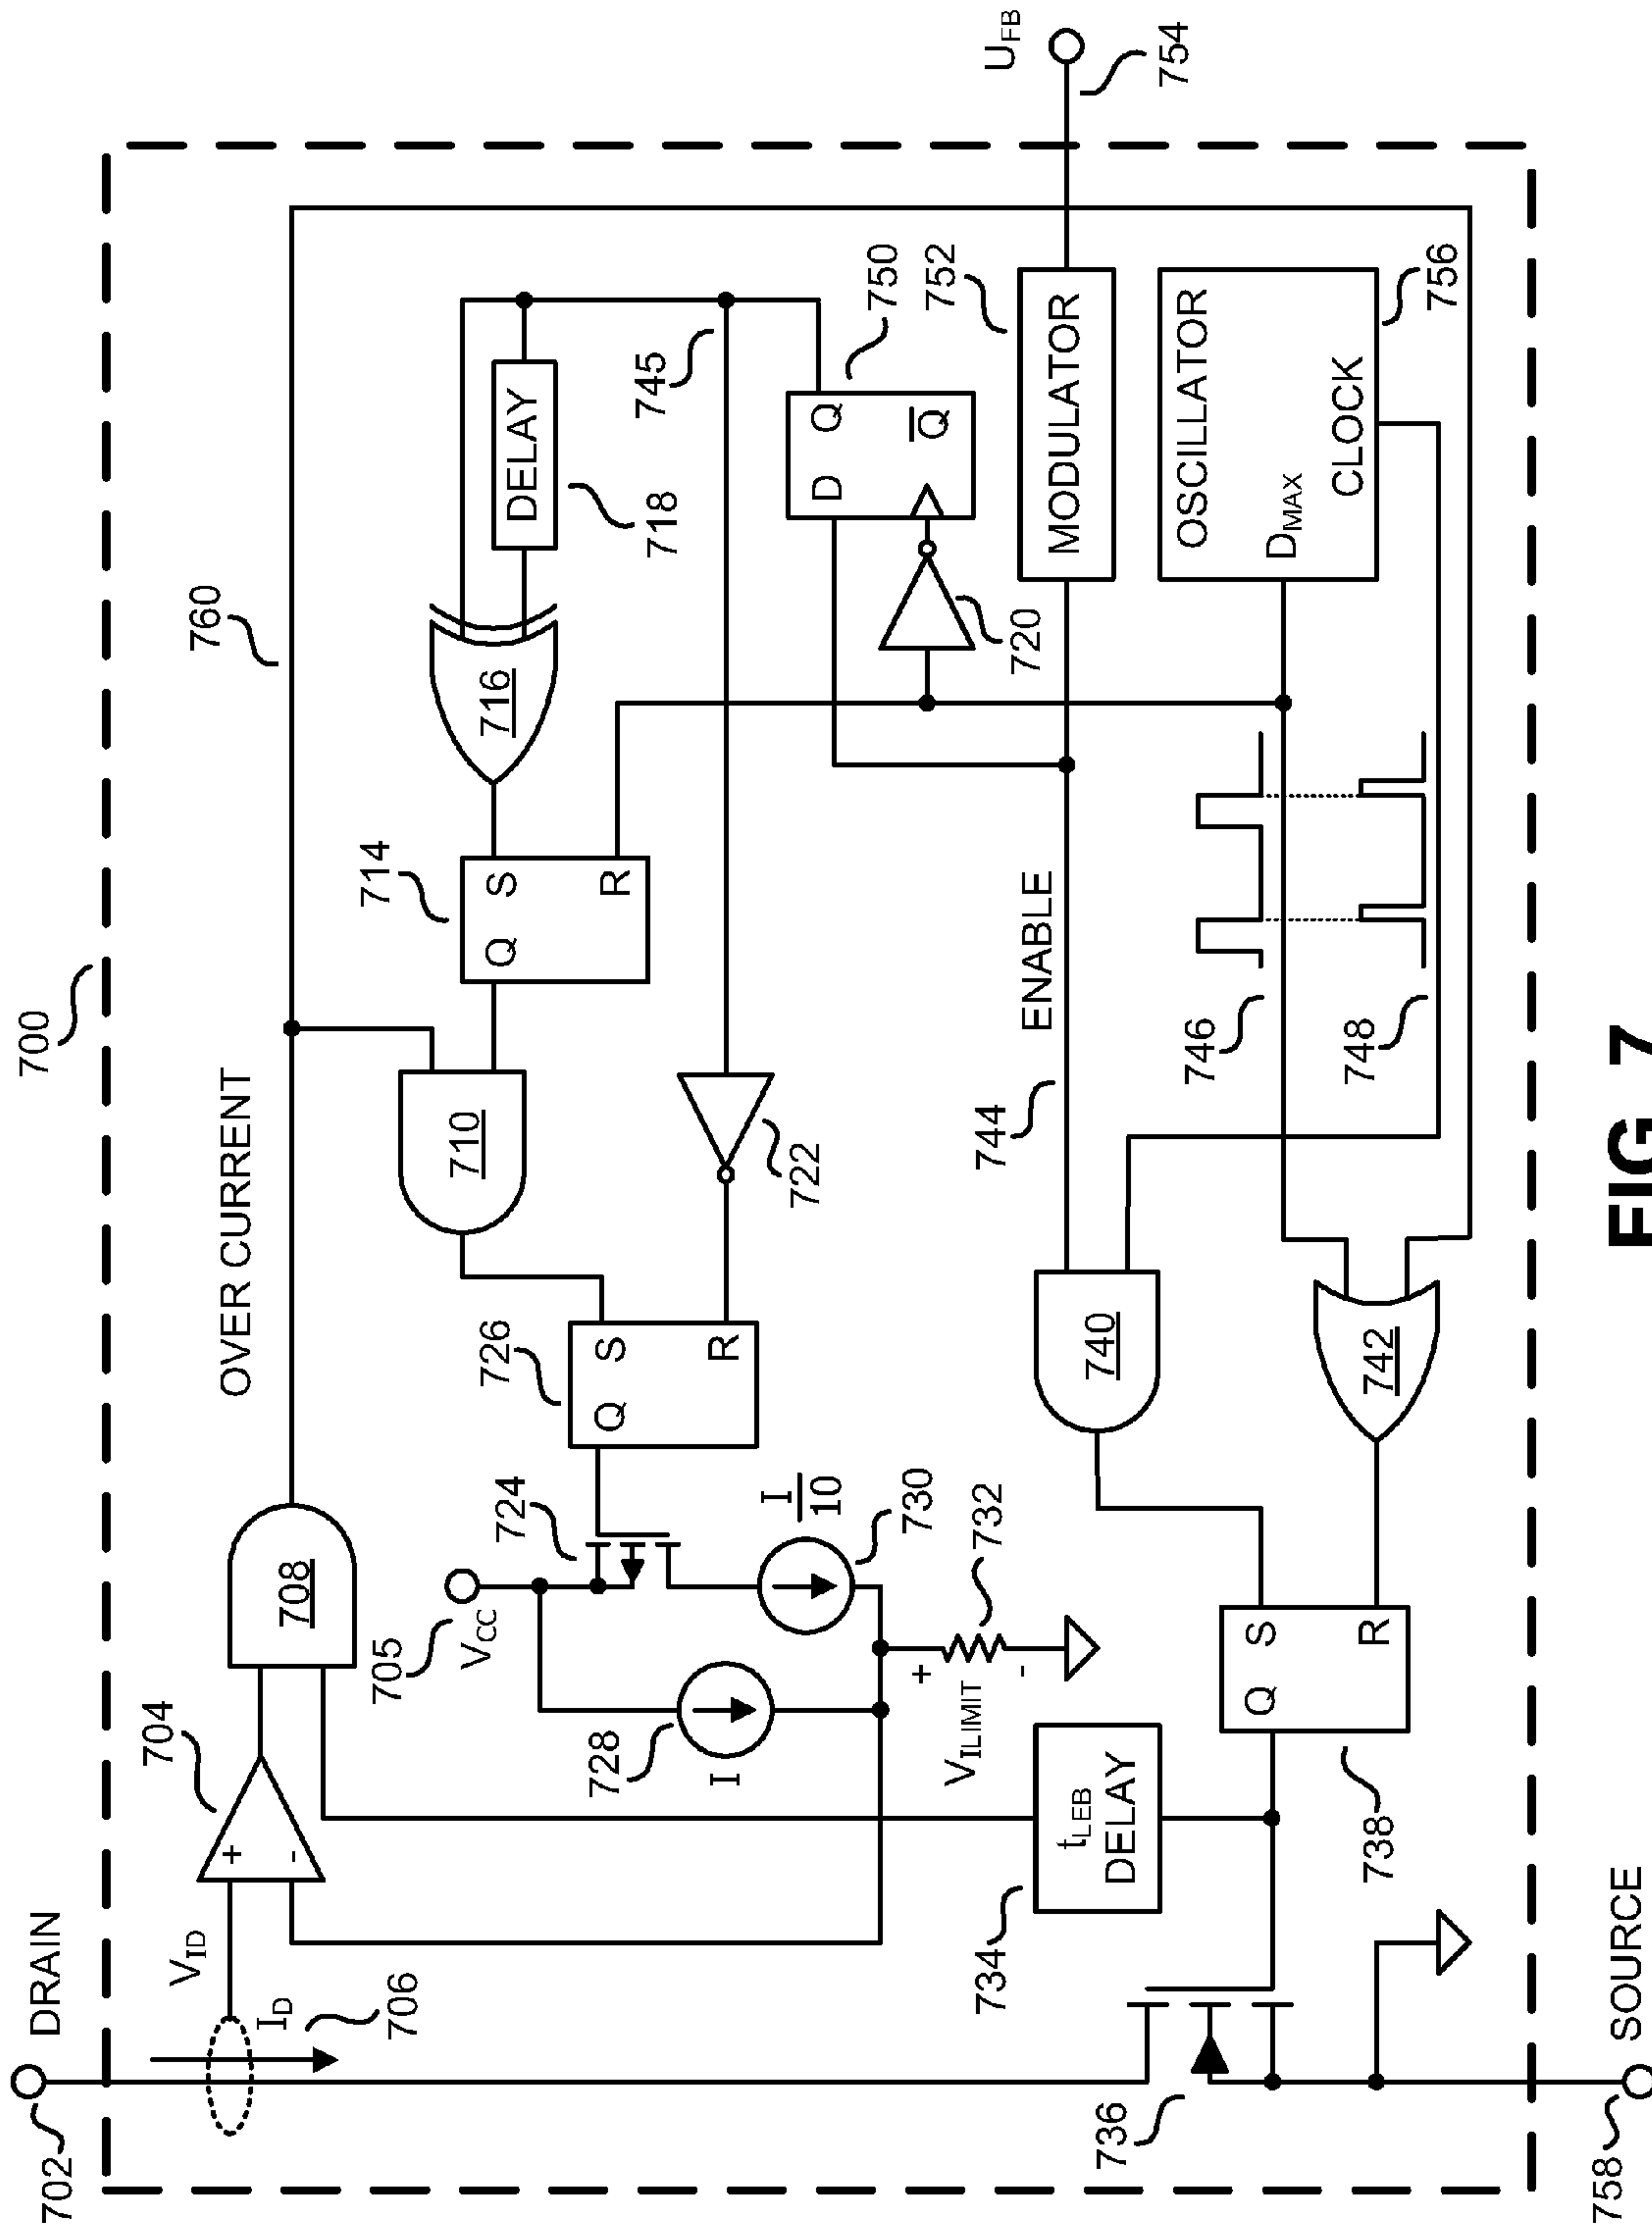 700
702
DRAIN
V_ID
I_D
706
704
+
-
708
OVER CURRENT
760
705
V_CC
724
728
I
I/10
730
732
+
V_ILIMIT
-
726
Q S
R
710
722
714
Q S
R
716
DELAY
718
745
720
D Q
Q̅
750
734
t_LEB
DELAY
744
ENABLE
MODULATOR
752
U_FB
754
736
738
Q S
R
740
742
746
748
OSCILLATOR
D_MAX
CLOCK
756
758
SOURCE
FIG 7